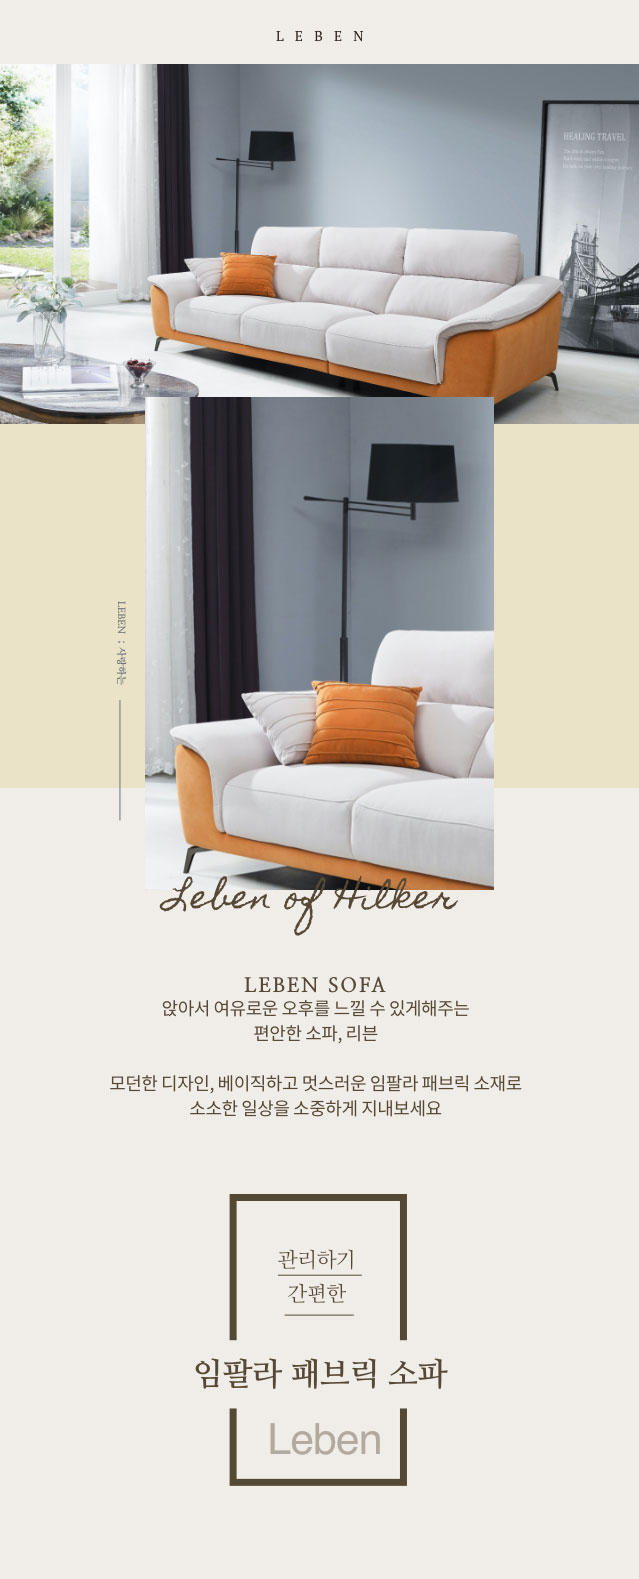 LEBEN
HEALING TRAVEL
LEBEN ; 사랑하는
Leben of Hilker
LEBEN SOFA
앉아서 여유로운 오후를 느낄 수 있게해주는
편안한 소파, 리븐
모던한 디자인, 베이직하고 멋스러운 임팔라 패브릭 소재로
소소한 일상을 소중하게 지내보세요
관리하기
간편한
임팔라 패브릭 소파
Leben